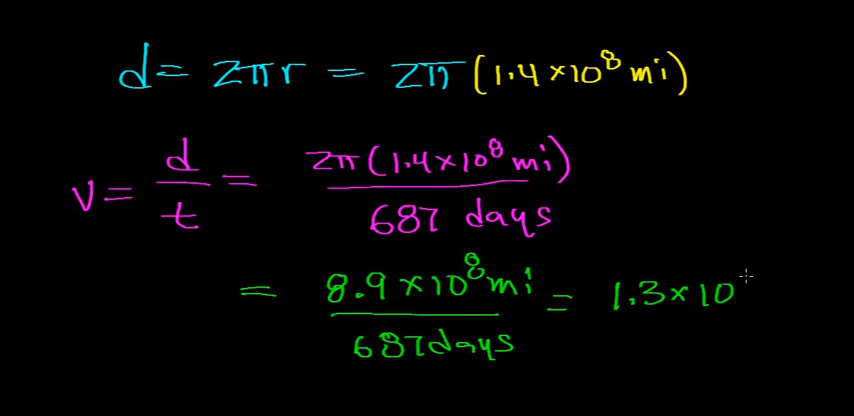 d = 2πr = 2π (1.4 × 10⁸ mi)
v = d/t = 2π (1.4 × 10⁸ mi) / 687 days
= 8.9 × 10⁸ mi / 687 days = 1.3 × 10